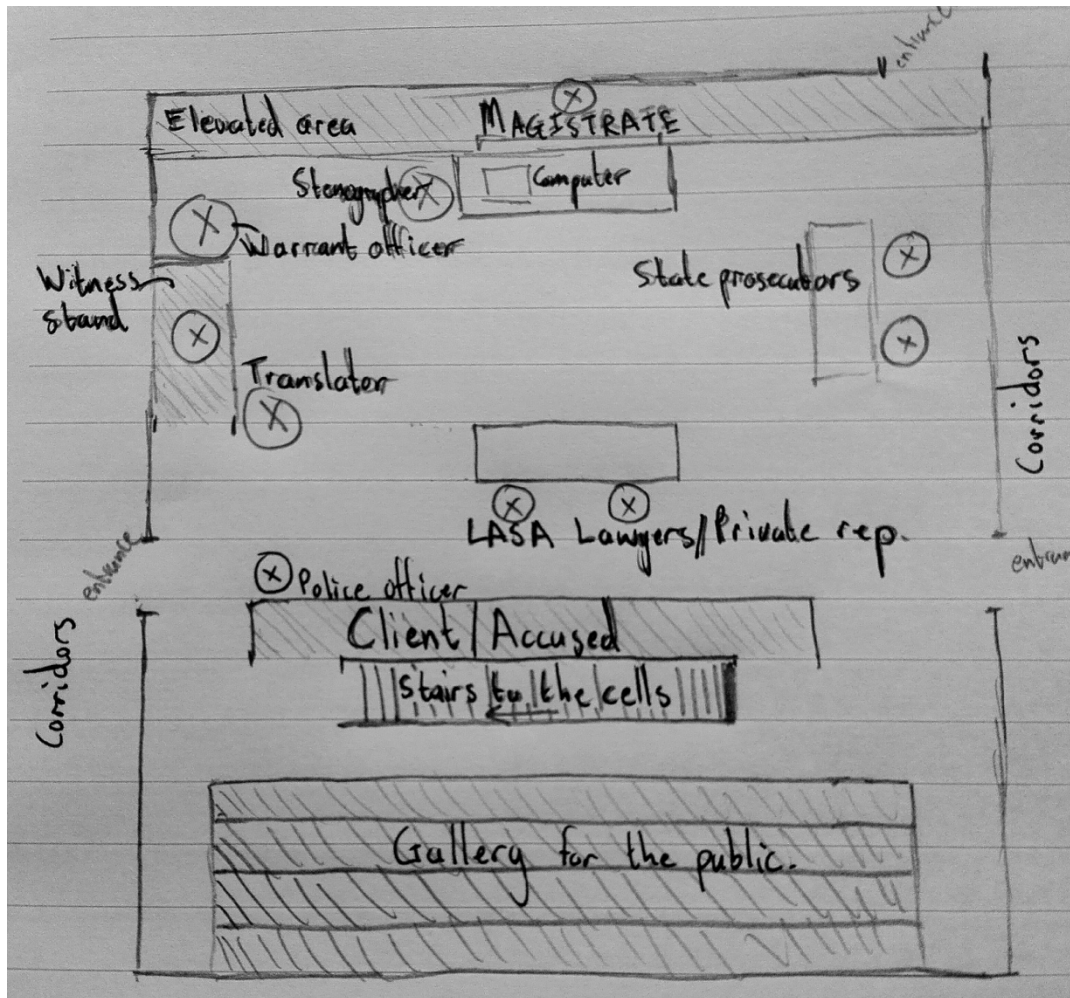 entrance
Elevated area
MAGISTRATE
Stenographer
Computer
Warrant officer
Witness
stand
State prosecutors
Translator
Corridors
LASA Lawyers/Private rep.
entrance
entran
Police officer
Client/Accused
Corridors
Stairs to the cells
Gallery for the public.